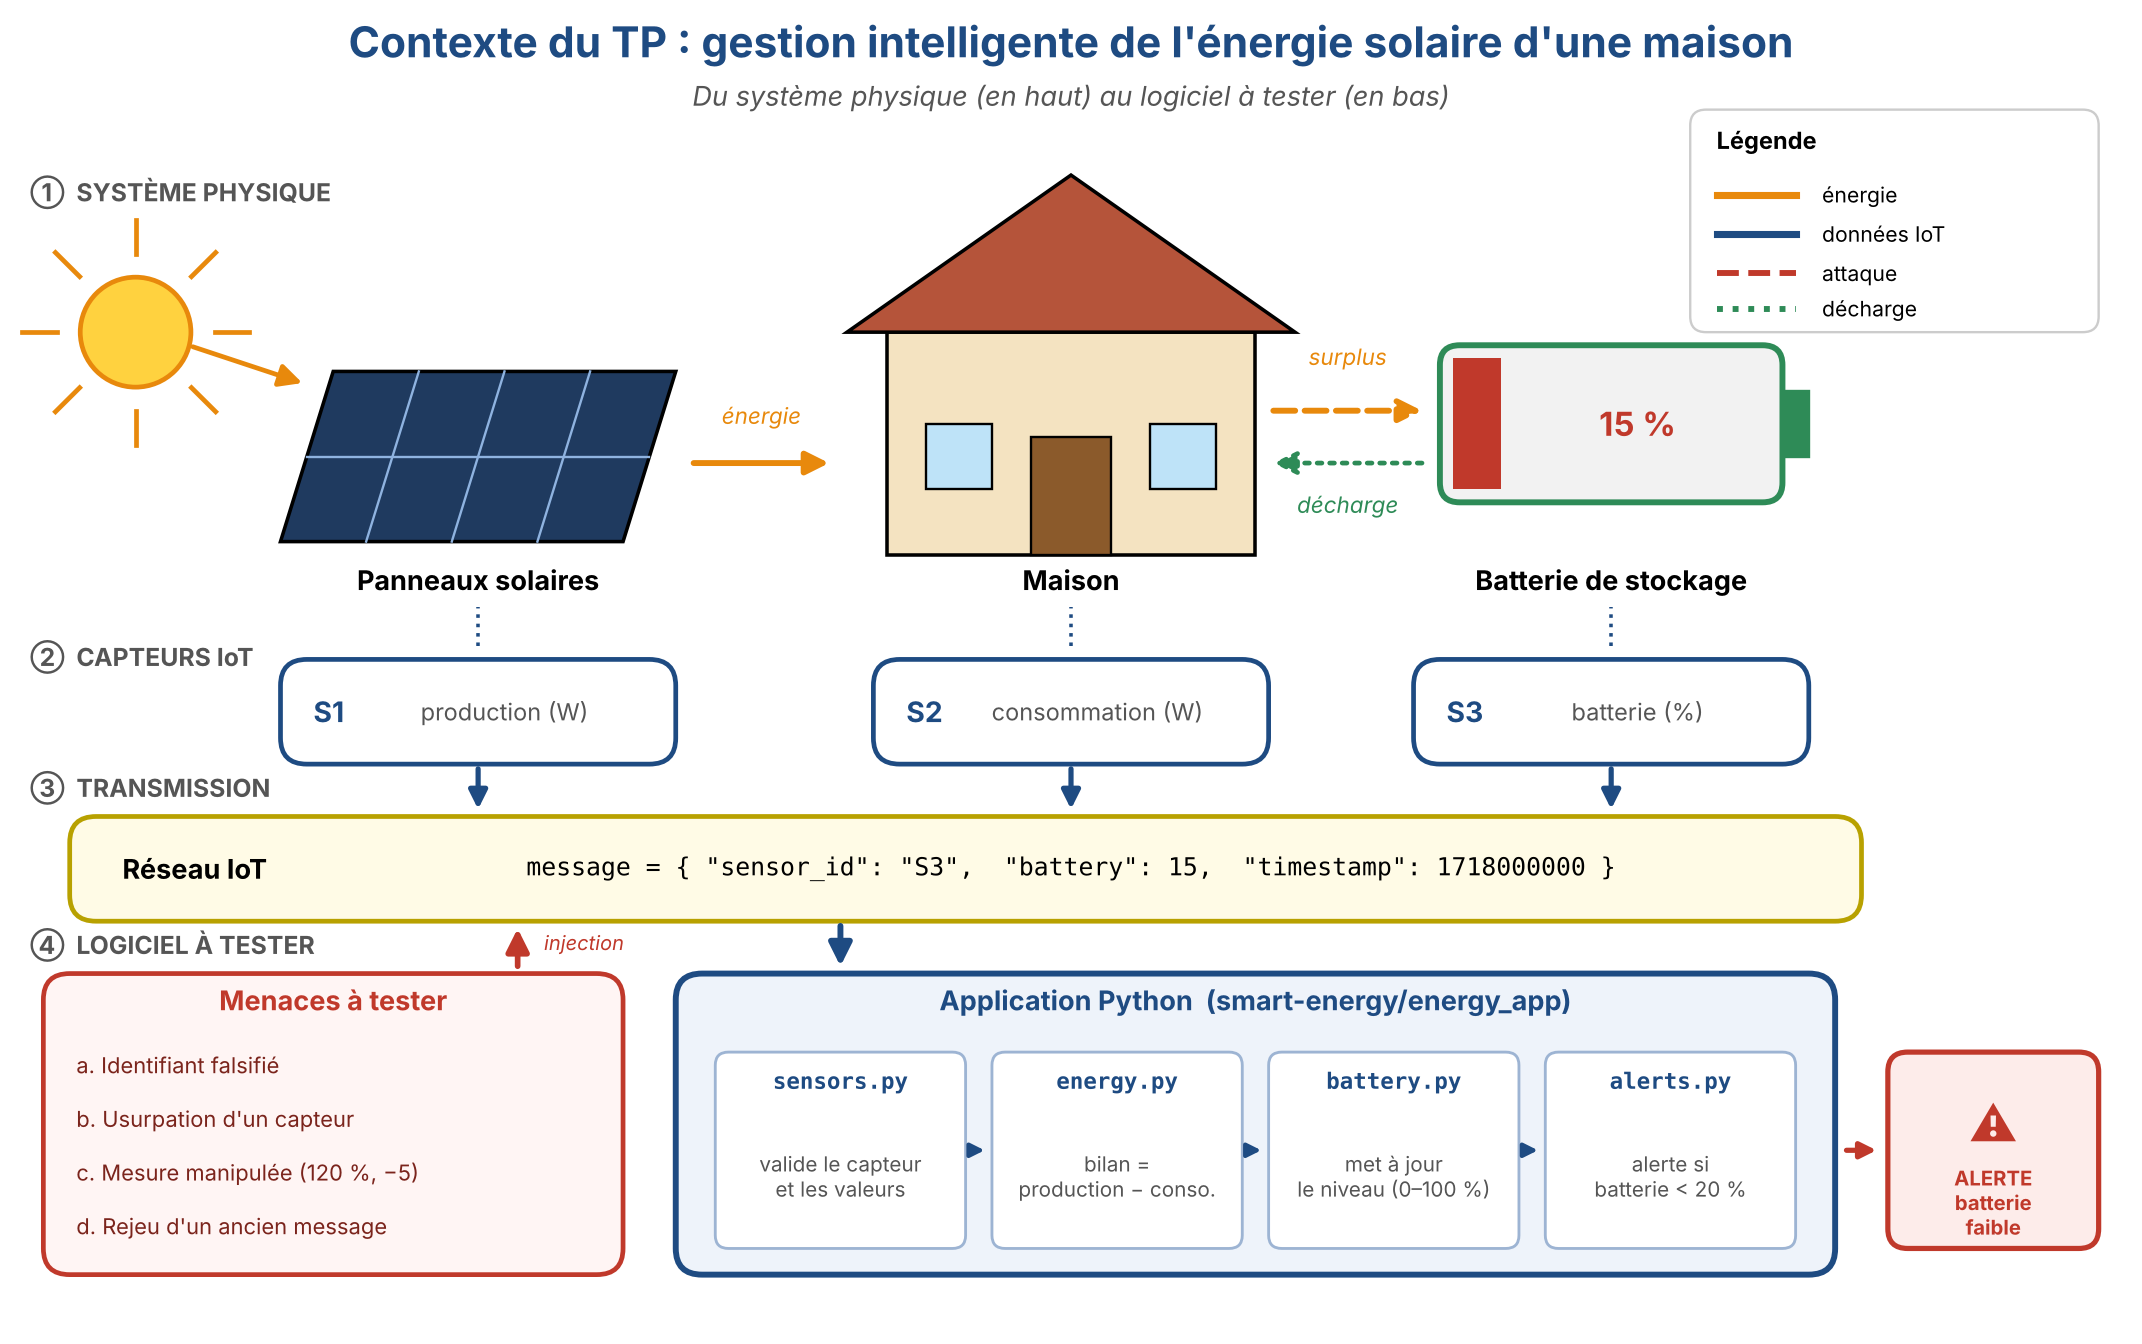 Contexte du TP : gestion intelligente de l'énergie solaire d'une maison
Du système physique (en haut) au logiciel à tester (en bas)
Légende
énergie
données IoT
attaque
décharge
① SYSTÈME PHYSIQUE
énergie
surplus
15 %
décharge
Panneaux solaires
Maison
Batterie de stockage
② CAPTEURS IoT
S1 production (W)
S2 consommation (W)
S3 batterie (%)
③ TRANSMISSION
Réseau IoT
message = { "sensor_id": "S3",  "battery": 15,  "timestamp": 1718000000 }
④ LOGICIEL À TESTER
injection
Menaces à tester
a. Identifiant falsifié
b. Usurpation d'un capteur
c. Mesure manipulée (120 %, −5)
d. Rejeu d'un ancien message
Application Python (smart-energy/energy_app)
sensors.py
valide le capteur
et les valeurs
energy.py
bilan =
production − conso.
battery.py
met à jour
le niveau (0–100 %)
alerts.py
alerte si
batterie < 20 %
ALERTE
batterie
faible